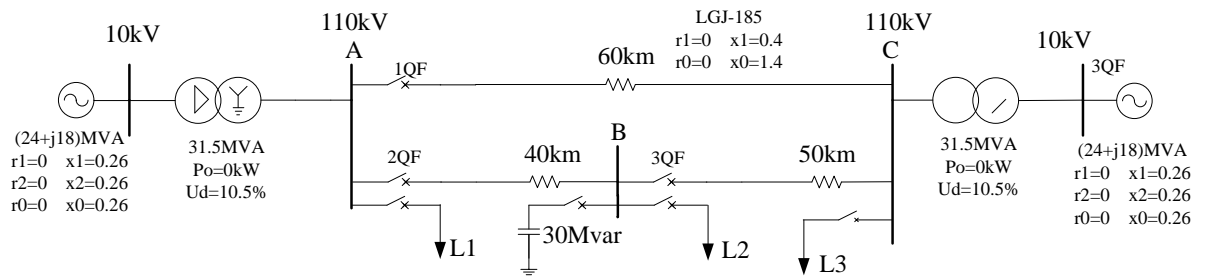 10kV
(24+j18)MVA
r1=0 x1=0.26
r2=0 x2=0.26
r0=0 x0=0.26
31.5MVA
Po=0kW
Ud=10.5%
110kV
A
1QF
60km
LGJ-185
r1=0 x1=0.4
r0=0 x0=1.4
2QF
40km
B
3QF
50km
L1
30Mvar
L2
L3
110kV
C
31.5MVA
Po=0kW
Ud=10.5%
10kV
3QF
(24+j18)MVA
r1=0 x1=0.26
r2=0 x2=0.26
r0=0 x0=0.26